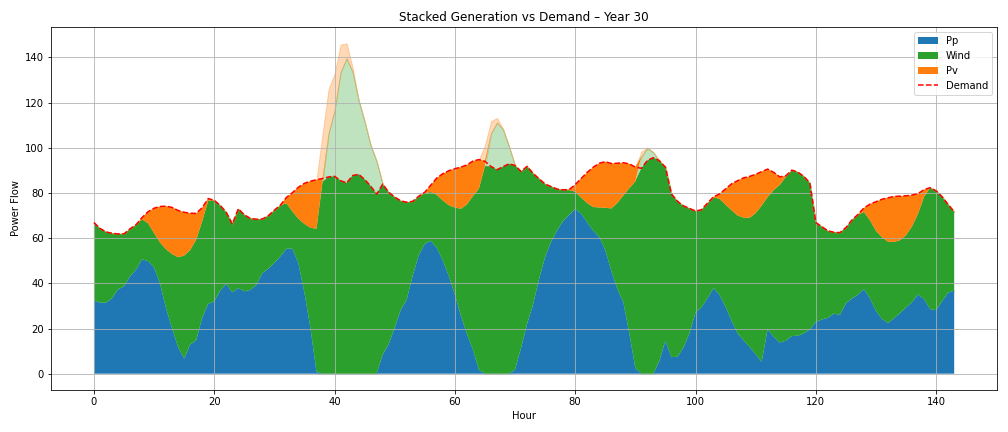 Stacked Generation vs Demand – Year 30
Pp
Wind
Pv
Demand
Power Flow
140
120
100
80
60
40
20
0
0 20 40 60 80 100 120 140
Hour